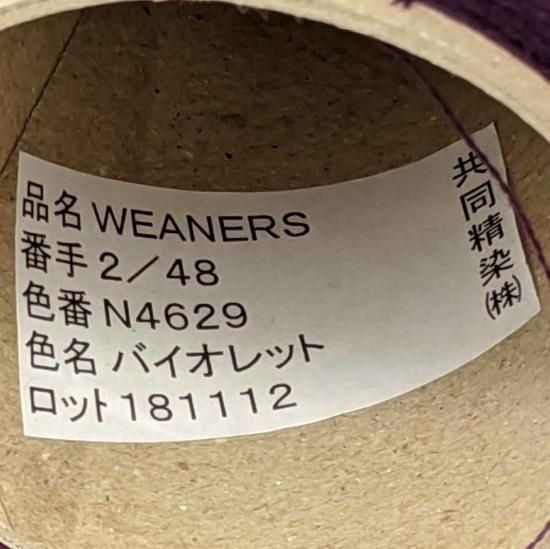 品名 WEANERS
番手 2／48
色番 N4629
色名 バイオレット
ロット 181112
共同精染㈱